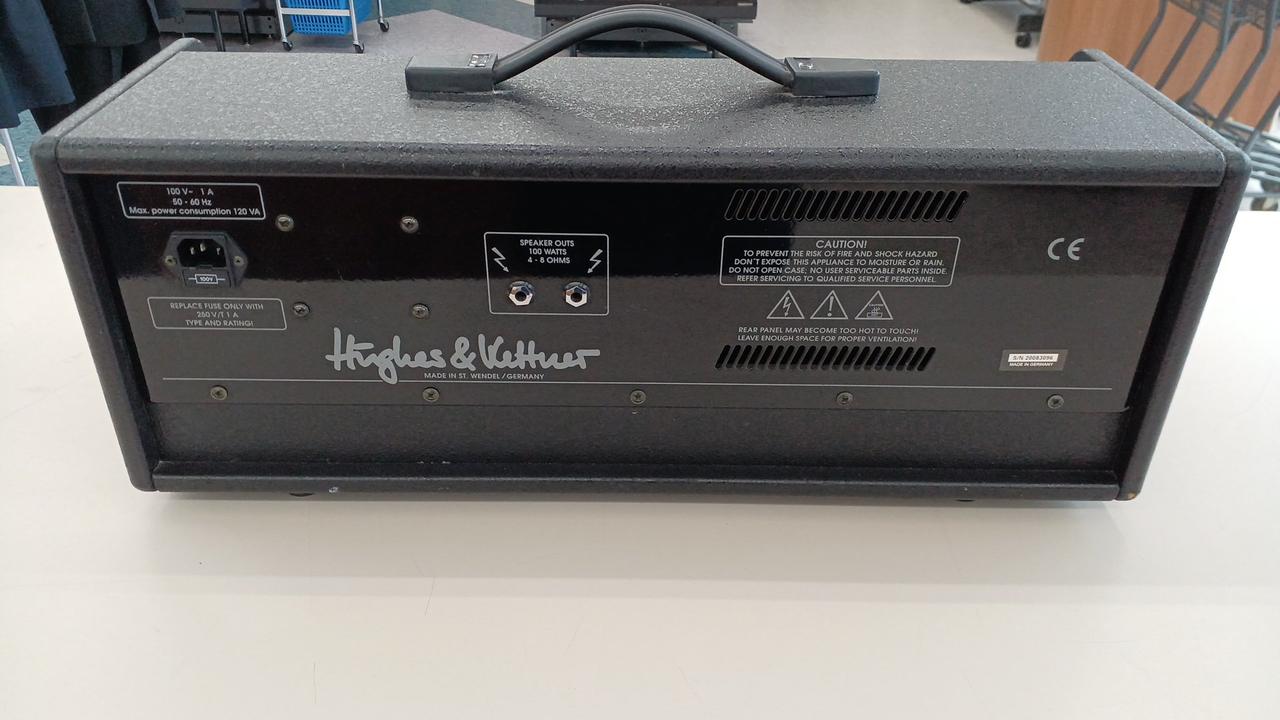 100 V~ 1 A
50 - 60 Hz
Max. power consumption 120 VA
100V
REPLACE FUSE ONLY WITH
250 V/T 1 A
TYPE AND RATING!
SPEAKER OUTS
100 WATTS
4 - 8 OHMS
Hughes & Kettner
MADE IN ST. WENDEL/GERMANY
CAUTION!
TO PREVENT THE RISK OF FIRE AND SHOCK HAZARD
DON'T EXPOSE THIS APPLIANCE TO MOISTURE OR RAIN.
DO NOT OPEN CASE; NO USER SERVICEABLE PARTS INSIDE.
REFER SERVICING TO QUALIFIED SERVICE PERSONNEL.
REAR PANEL MAY BECOME TOO HOT TO TOUCH!
LEAVE ENOUGH SPACE FOR PROPER VENTILATION!
CE
S/N 20083096
MADE IN GERMANY